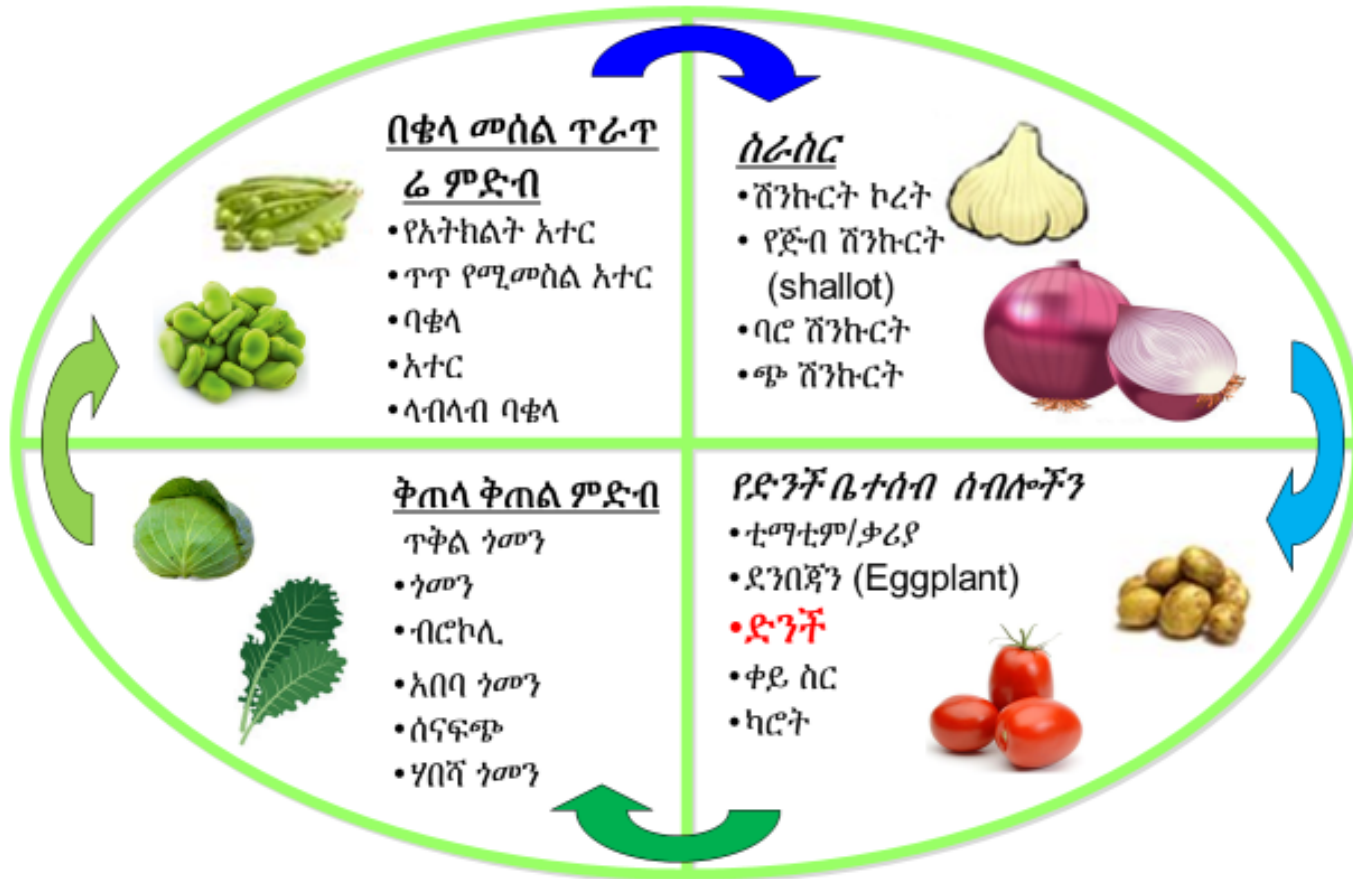 በቄላ መሰል ጥራጥ
ሬ ምድብ
•የአትክልት አተር
•ጥጥ የሚመስል አተር
•ባቄላ
•አተር
•ላብላብ ባቄላ
ስራስር
•ሽንኩርት ኮረት
• የጅብ ሽንኩርት
(shallot)
•ባሮ ሽንኩርት
•ጭ ሽንኩርት
ቅጠላ ቅጠል ምድብ
ጥቅል ጎመን
•ጎመን
•ብሮኮሊ
•አበባ ጎመን
•ሰናፍጭ
•ሃበሻ ጎመን
የድንች ቤተሰብ ሰብሎችን
•ቲማቲም/ቃሪያ
•ደንበጃን (Eggplant)
•ድንች
•ቀይ ስር
•ካሮት